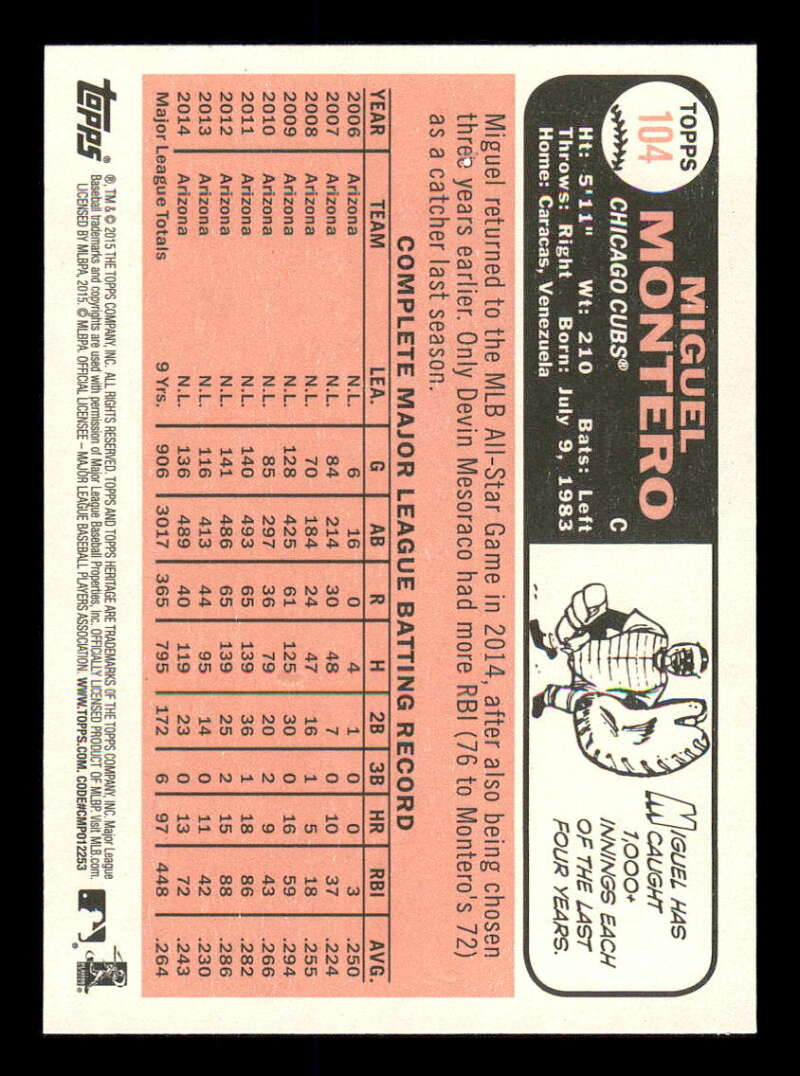 TOPPS
104
MIGUEL
MONTERO
CHICAGO CUBS® C
Ht: 5'11" Wt: 210 Bats: Left
Throws: Right Born: July 9, 1983
Home: Caracas, Venezuela
MIGUEL HAS
CAUGHT
1,000+
INNINGS EACH
OF THE LAST
FOUR YEARS.
Miguel returned to the MLB All-Star Game in 2014, after also being chosen
three years earlier. Only Devin Mesoraco had more RBI (76 to Montero's 72)
as a catcher last season.
COMPLETE MAJOR LEAGUE BATTING RECORD
YEAR TEAM LEA. G AB R H 2B 3B HR RBI AVG.
2006 Arizona N.L. 6 16 0 4 1 0 0 3 .250
2007 Arizona N.L. 84 214 30 48 7 0 10 37 .224
2008 Arizona N.L. 70 184 24 47 16 1 5 18 .255
2009 Arizona N.L. 128 425 61 125 30 0 16 59 .294
2010 Arizona N.L. 85 297 36 79 20 2 9 43 .266
2011 Arizona N.L. 140 493 65 139 36 1 18 86 .282
2012 Arizona N.L. 141 486 65 139 25 2 15 88 .286
2013 Arizona N.L. 116 413 44 95 14 0 11 42 .230
2014 Arizona N.L. 136 489 40 119 23 0 13 72 .243
Major League Totals 9 Yrs. 906 3017 365 795 172 6 97 448 .264
topps®
®, TM & © 2015 THE TOPPS COMPANY, INC. ALL RIGHTS RESERVED. TOPPS AND TOPPS HERITAGE ARE TRADEMARKS OF THE TOPPS COMPANY, INC. Major League
Baseball trademarks and copyrights are used with permission of Major League Baseball Properties, Inc. OFFICIALLY LICENSED PRODUCT OF MLBP. Visit MLB.com.
LICENSED BY MLBPA, 2015. © MLBPA, OFFICIAL LICENSEE – MAJOR LEAGUE BASEBALL PLAYERS ASSOCIATION. WWW.TOPPS.COM. CODE#CMP012253